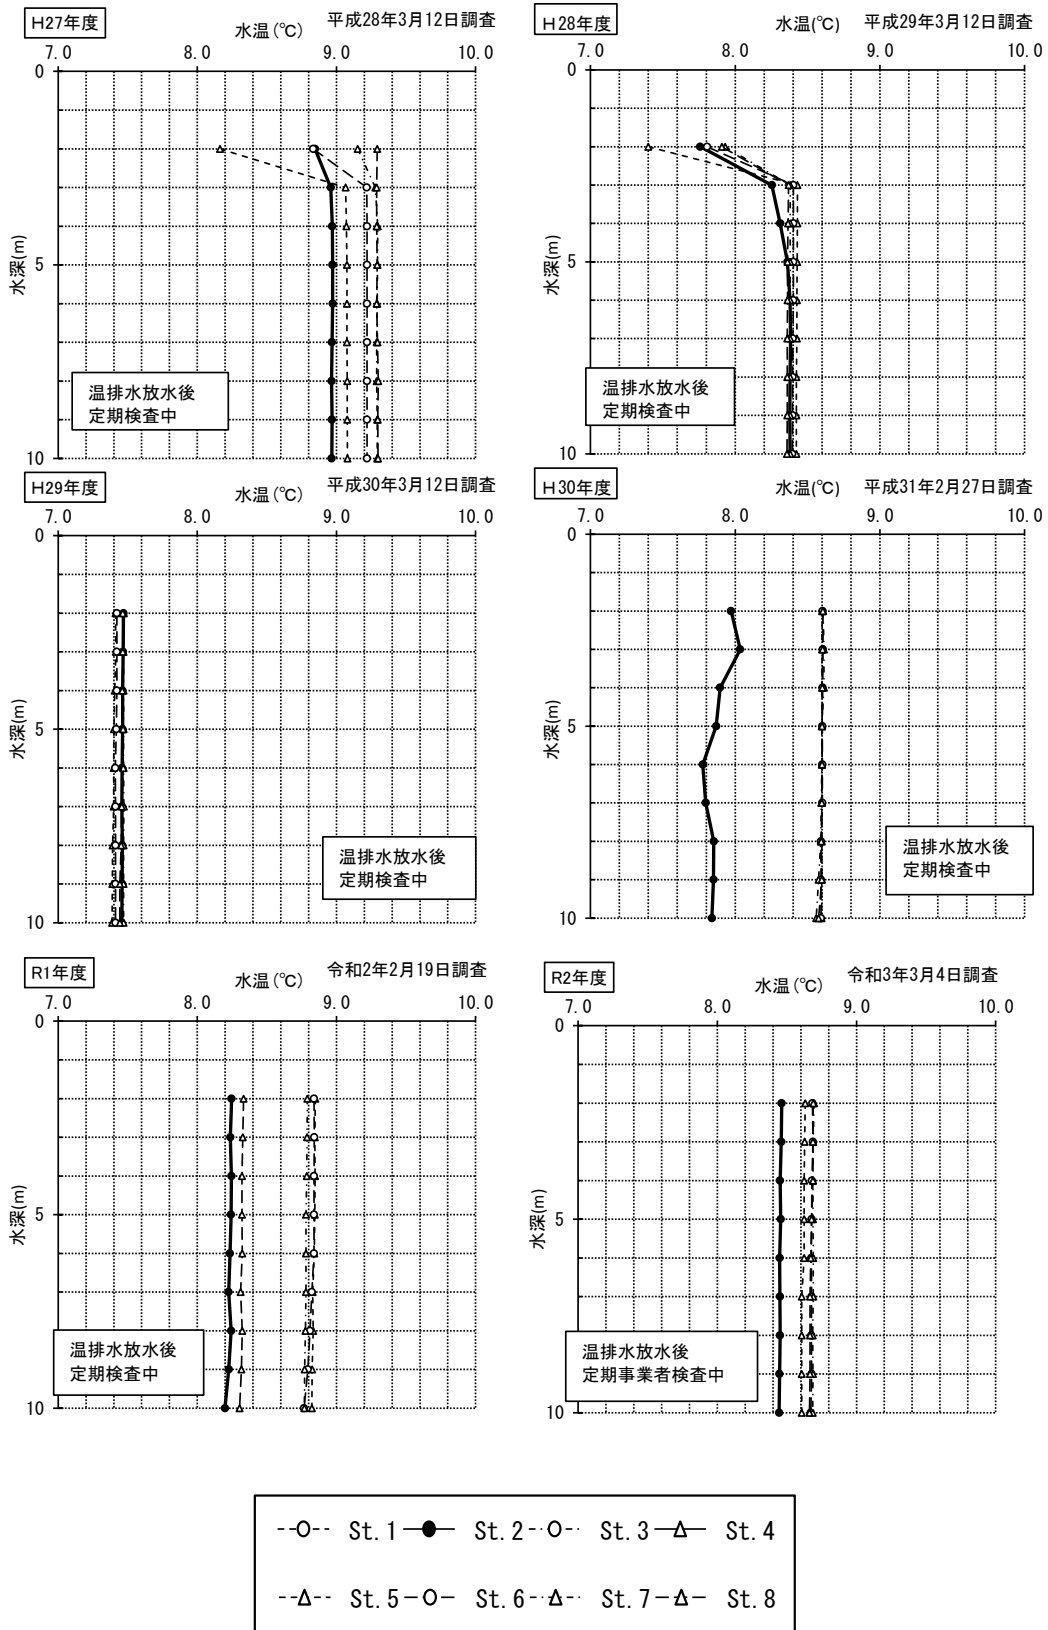 H27年度
水温(℃)
平成28年3月12日調査
7.0 8.0 9.0 10.0
0
5
10
水深(m)
温排水放水後
定期検査中
H28年度
水温(℃)
平成29年3月12日調査
7.0 8.0 9.0 10.0
0
5
10
水深(m)
温排水放水後
定期検査中
H29年度
水温(℃)
平成30年3月12日調査
7.0 8.0 9.0 10.0
0
5
10
水深(m)
温排水放水後
定期検査中
H30年度
水温(℃)
平成31年2月27日調査
7.0 8.0 9.0 10.0
0
5
10
水深(m)
温排水放水後
定期検査中
R1年度
水温(℃)
令和2年2月19日調査
7.0 8.0 9.0 10.0
0
5
10
水深(m)
温排水放水後
定期検査中
R2年度
水温(℃)
令和3年3月4日調査
7.0 8.0 9.0 10.0
0
5
10
水深(m)
温排水放水後
定期事業者検査中
St.1 St.2 St.3 St.4
St.5 St.6 St.7 St.8